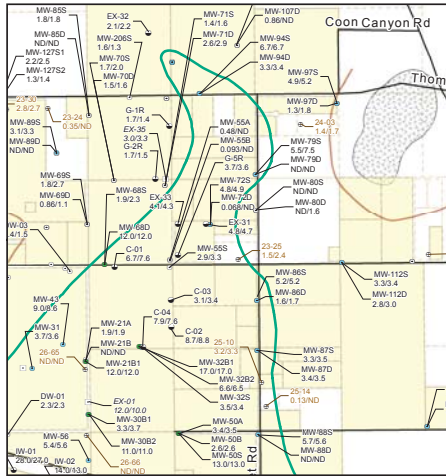 MW-85S
1.8/1.8
MW-85D
ND/ND
MW-127S1
2.2/2.5
MW-127S2
1.3/1.4
EX-32
2.1/2.2
MW-206S
1.6/1.3
MW-70S
1.7/2.0
MW-70D
1.5/1.6
MW-71S
1.4/1.6
MW-71D
2.6/2.9
MW-107D
0.86/ND
MW-94S
6.7/6.7
MW-94D
3.3/3.4
Coon Canyon Rd
MW-97S
4.9/5.2
MW-97D
1.3/1.8
23-30
2.8/2.7
23-24
0.35/ND
24-03
1.4/1.7
MW-89S
3.1/3.3
MW-89D
ND/ND
G-1R
1.7/1.4
EX-35
3.0/3.3
G-2R
1.7/1.5
MW-55A
0.48/ND
MW-55B
0.093/ND
G-5R
3.7/3.6
MW-72S
4.8/4.9
MW-72D
0.068/ND
EX-31
4.8/4.7
MW-79S
5.5/7.5
MW-79D
ND/ND
MW-80S
ND/ND
MW-80D
ND/1.6
MW-69S
1.8/2.7
MW-69D
0.86/1.1
MW-68S
1.9/2.3
MW-68D
12.0/12.0
EX-33
4.1/4.3
C-01
6.7/7.6
MW-55S
2.9/3.3
23-25
1.5/2.4
MW-86S
5.2/5.2
MW-86D
1.6/1.7
MW-112S
3.3/3.4
MW-112D
2.8/3.0
MW-43
9.0/8.6
MW-31
3.7/3.6
26-65
ND/ND
MW-21A
1.9/1.9
MW-21B
ND/ND
MW-21B1
12.0/12.0
C-03
3.1/3.4
C-04
7.9/7.6
C-02
8.7/8.8
25-10
3.2/3.3
MW-32B1
17.0/17.0
MW-32B2
6.6/6.5
MW-32S
3.5/3.4
MW-87S
3.3/3.5
MW-87D
3.4/3.5
25-14
0.13/ND
DW-01
2.3/2.3
EX-01
12.0/10.0
MW-30B1
3.3/3.7
MW-30B2
11.0/11.0
MW-56
5.4/5.6
26-66
ND/ND
IW-01
28.0/27.0
IW-02
14.0/13.0
MW-50A
3.4/3.5
MW-50B
2.6/2.6
MW-50S
13.0/13.0
MW-88S
5.7/5.6
MW-88D
ND/ND